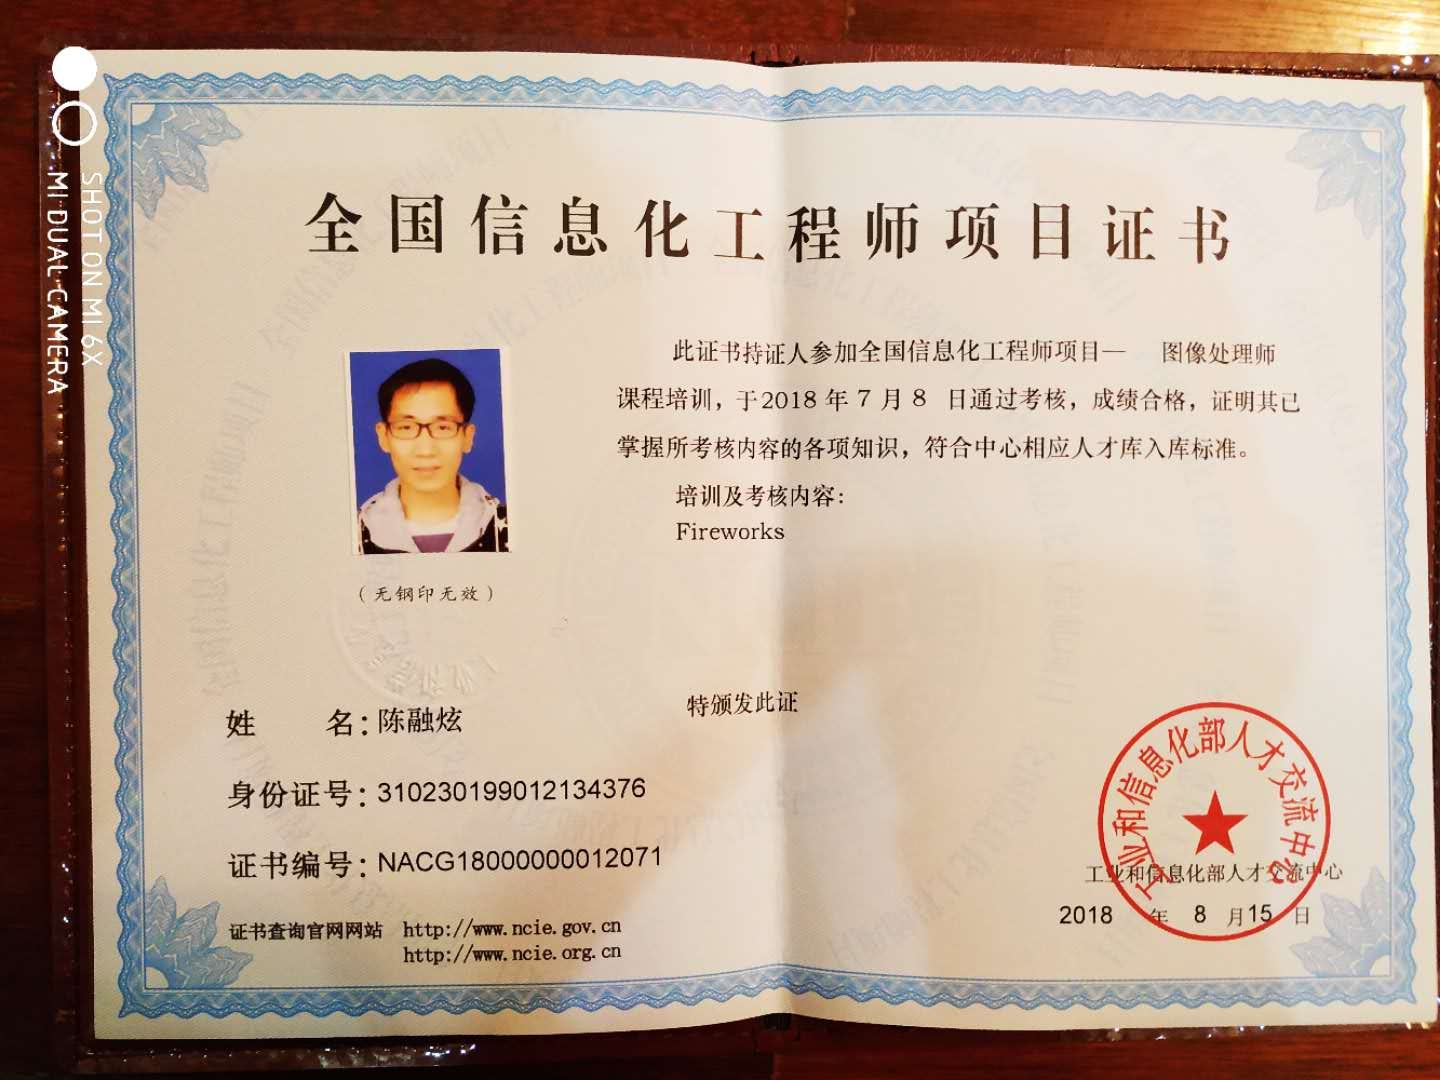 全国信息化工程师项目证书
此证书持证人参加全国信息化工程师项目— 图像处理师
课程培训，于2018 年 7 月 8 日通过考核，成绩合格，证明其已
掌握所考核内容的各项知识，符合中心相应人才库入库标准。
培训及考核内容：
Fireworks
（无钢印无效）
特颁发此证
姓 名：陈融炫
身份证号：310230199012134376
证书编号：NACG18000000012071
证书查询官网网站 http://www.ncie.gov.cn
http://www.ncie.org.cn
工业和信息化部人才交流中心
工业和信息化部人才交流中心
2018 年 8 月 15 日
SHOT ON MI 6X
MI DUAL CAMERA